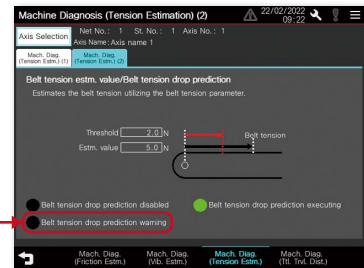 Machine Diagnosis (Tension Estimation) (2)
22/02/2022
09:22
Axis Selection
Net No.: 1 St. No.: 1 Axis No.: 1
Axis Name: Axis name 1
Mach. Diag.
(Tension Estm.) (1)
Mach. Diag.
(Tension Estm.) (2)
Belt tension estm. value/Belt tension drop prediction
Estimates the belt tension utilizing the belt tension parameter.
Threshold 2.0 N
Estm. value 5.0 N
Belt tension
Belt tension drop prediction disabled
Belt tension drop prediction executing
Belt tension drop prediction warning
Mach. Diag.
(Friction Estm.)
Mach. Diag.
(Vib. Estm.)
Mach. Diag.
(Tension Estm.)
Mach. Diag.
(Ttl. Trvl. Dist.)